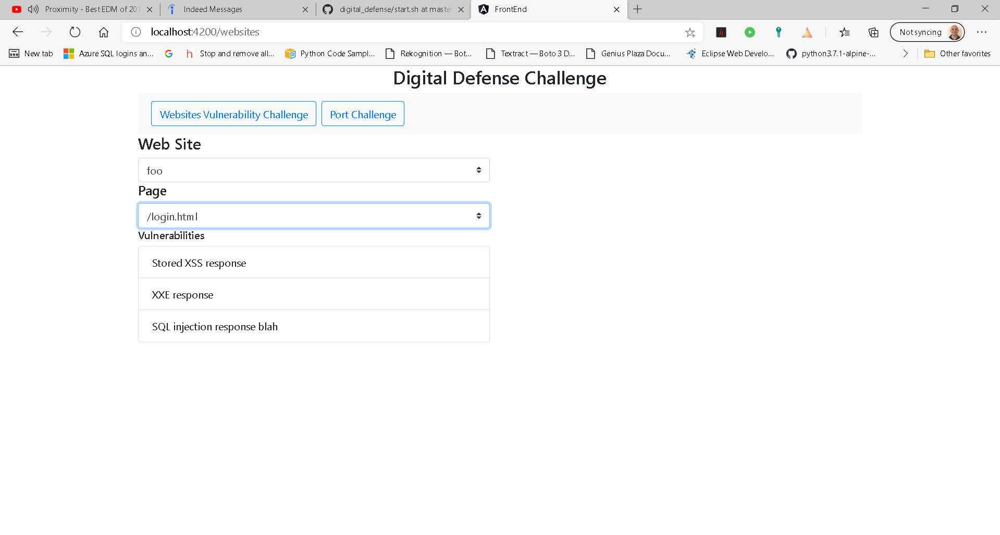 Proximity - Best EDM of 201
Indeed Messages
digital_defense/start.sh at master
FrontEnd
localhost:4200/websites
Not syncing
New tab
Azure SQL logins an...
Stop and remove all...
Python Code Sampl...
Rekognition — Bot...
Textract — Boto 3 D...
Genius Plaza Docu...
Eclipse Web Develo...
python3.7.1-alpine-...
Other favorites
Digital Defense Challenge
Websites Vulnerability Challenge
Port Challenge
Web Site
foo
Page
/login.html
Vulnerabilities
Stored XSS response
XXE response
SQL injection response blah